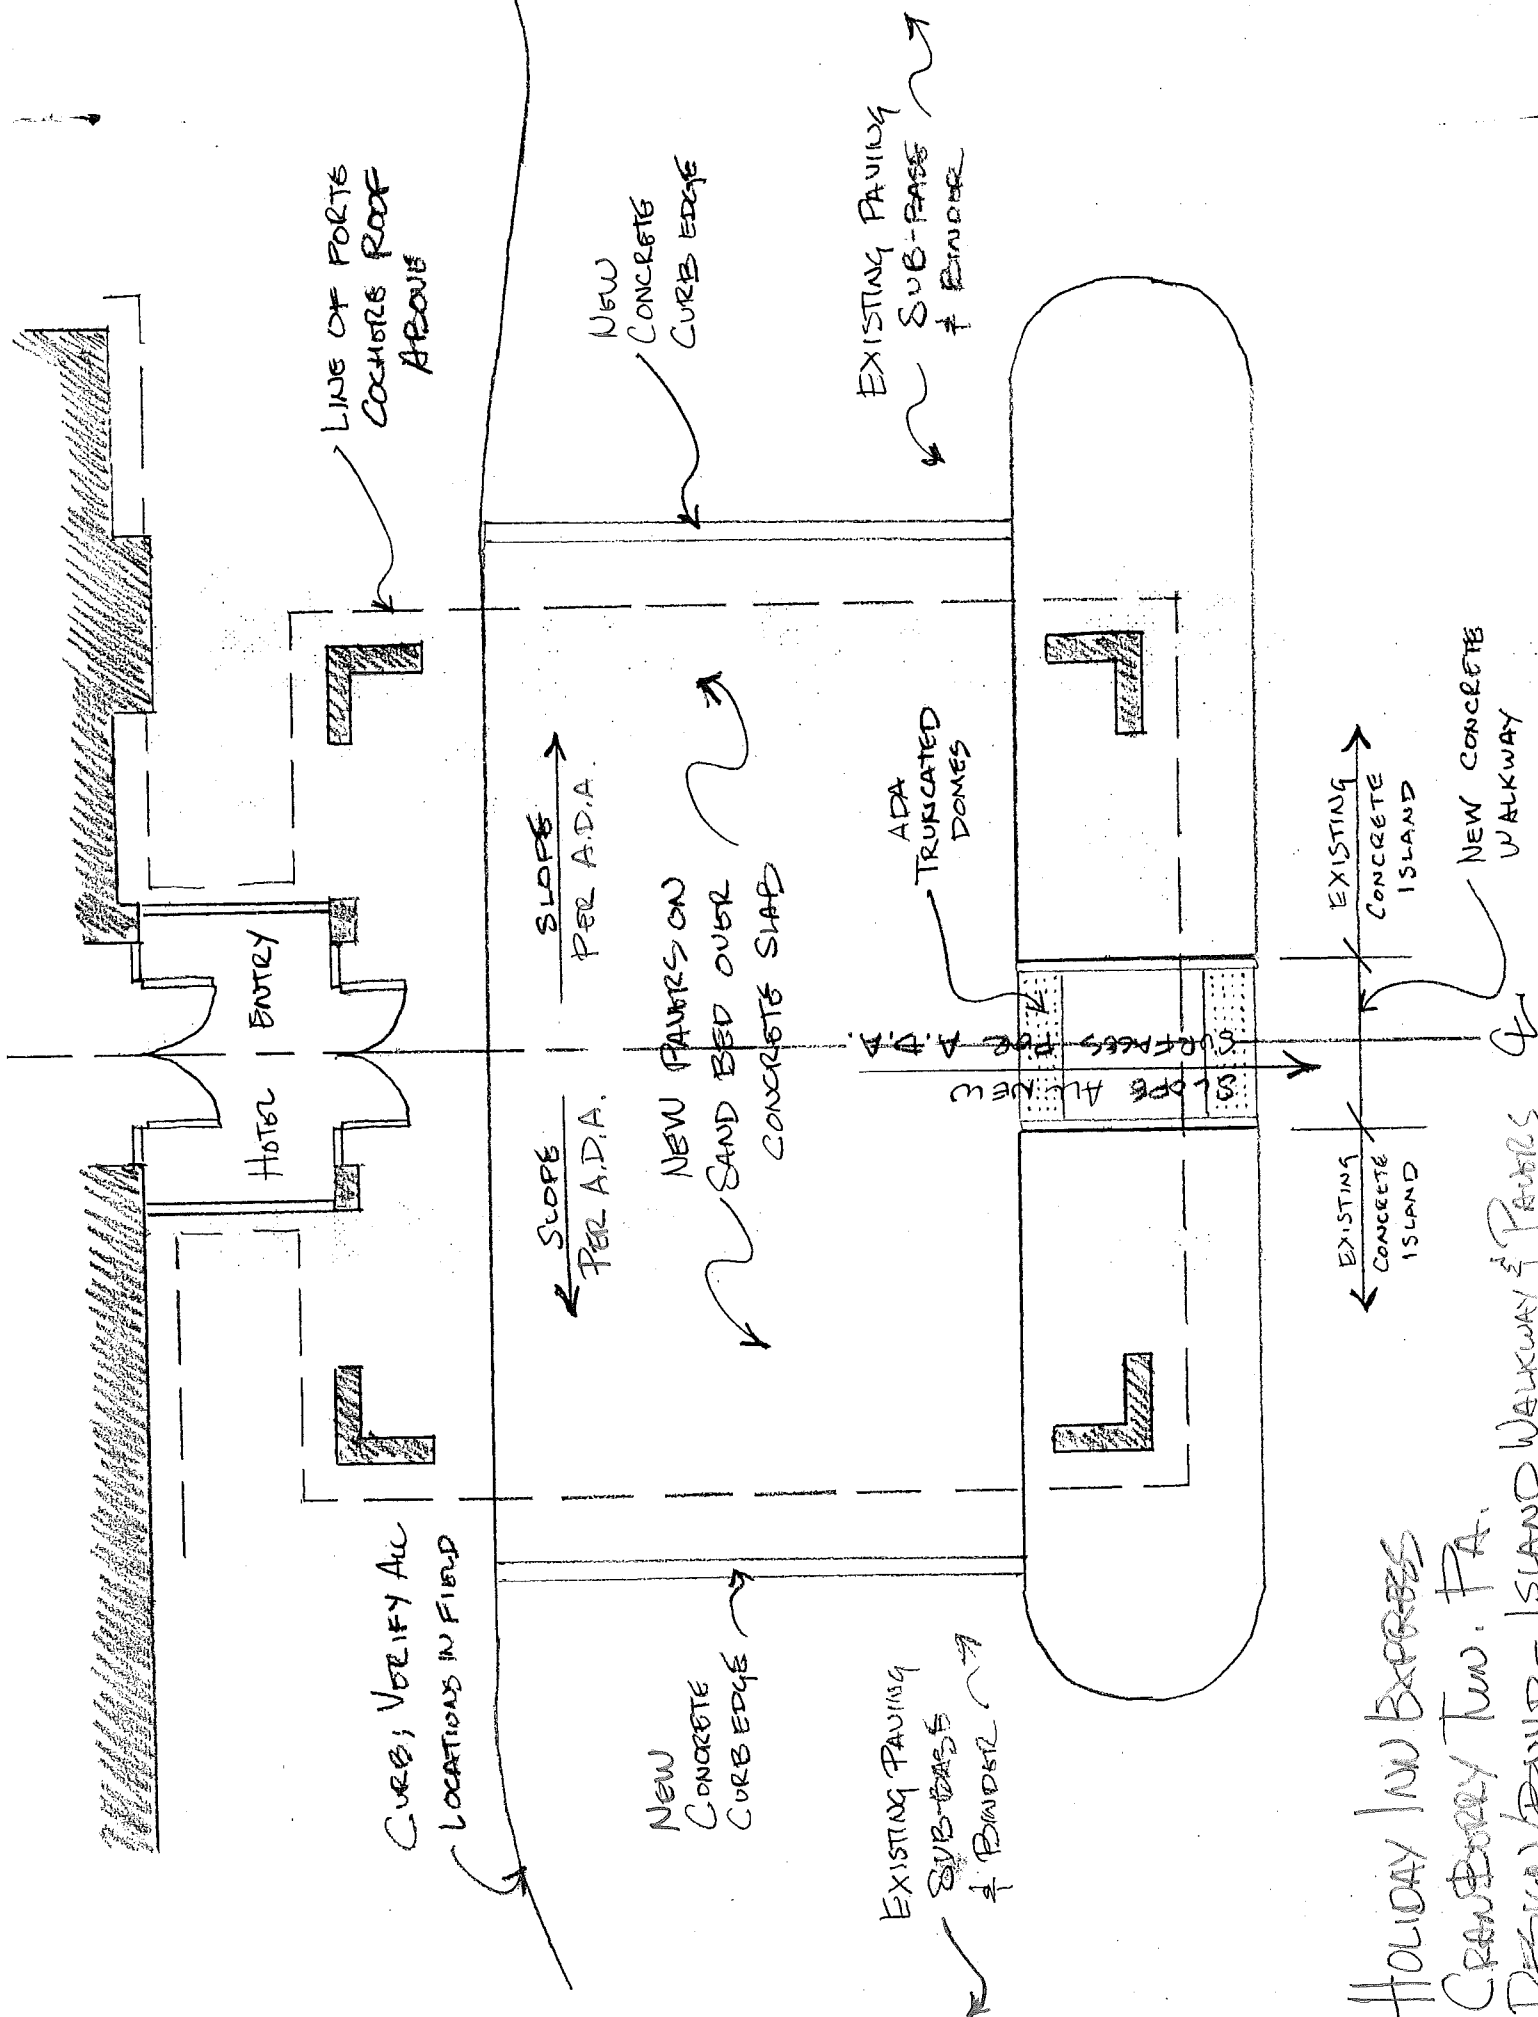 LINE OF PORTE
COCHERE ROOF
ABOVE
HOTEL ENTRY
CURB; VERIFY ALL
LOCATIONS IN FIELD
NEW
CONCRETE
CURB EDGE
SLOPE
PER A.D.A.
SLOPE
PER A.D.A.
NEW
CONCRETE
CURB EDGE
NEW PAVERS ON
SAND BED OVER
CONCRETE SLAB
EXISTING PAVING
SUB-BASE
& BINDER
ADA
TRUNCATED
DOMES
EXISTING PAVING
SUB-BASE
& BINDER
SLOPE ALL NEW
SURFACES PER A.D.A.
EXISTING
CONCRETE
ISLAND
EXISTING
CONCRETE
ISLAND
NEW CONCRETE
WALKWAY
HOLIDAY INN EXPRESS
CRANBERRY TWN. PA.
ISLAND WALKWAY & PAVERS